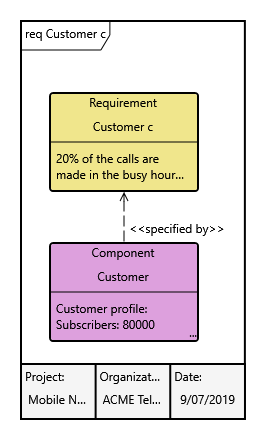 req Customer c
Requirement
Customer c
20% of the calls are
made in the busy hour...
<<specified by>>
Component
Customer
Customer profile:
Subscribers: 80000
...
Project:
Mobile N...
Organizat...
ACME Tel...
Date:
9/07/2019